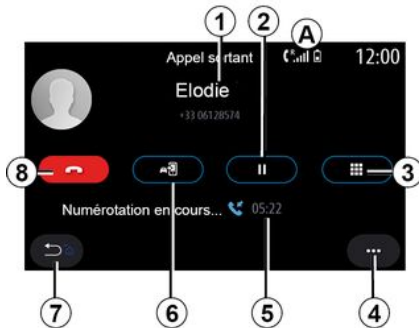 1
2
A
Appel sortant
12:00
Elodie
+33 06128574
8
3
Numérotation en cours... 05:22
7
6
5
4